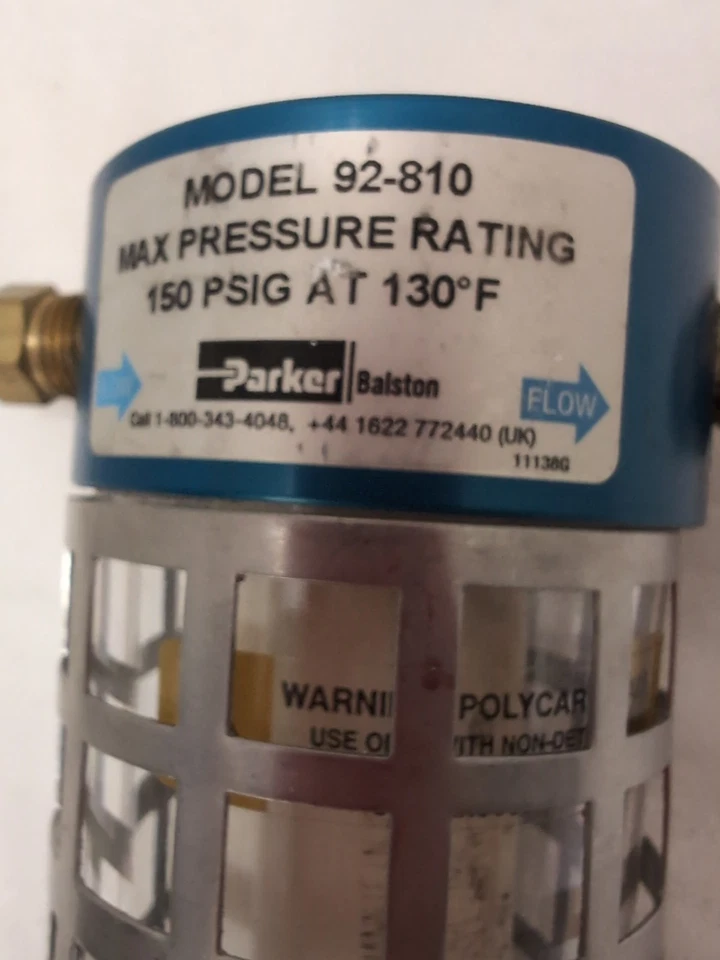 MODEL 92-810
MAX PRESSURE RATING
150 PSIG AT 130°F
Parker Balston
FLOW
Call 1-800-343-4048, +44 1622 772440 (UK)
11138G
WARNI POLYCAR
USE O ITH NON-DET